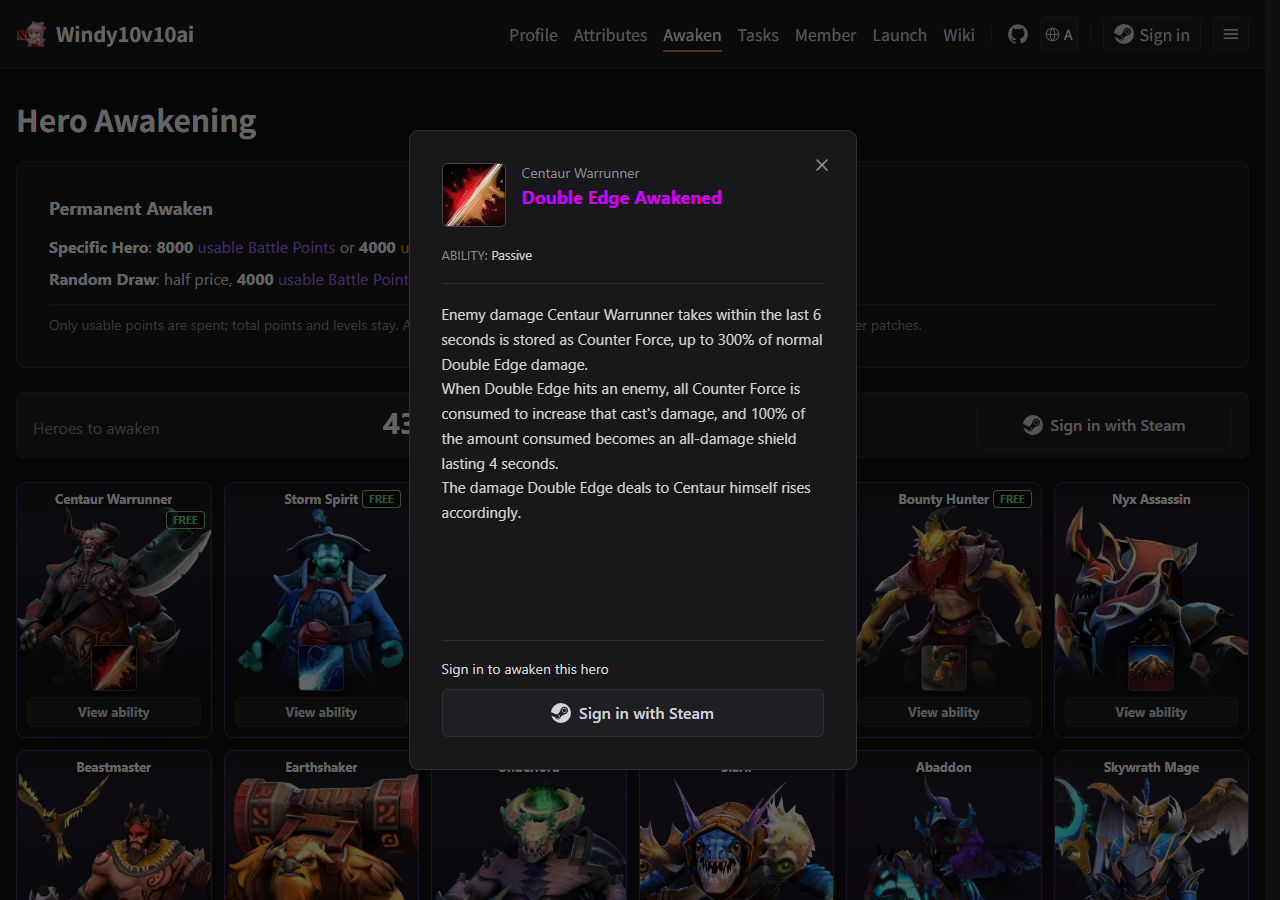 Windy10v10ai
Profile Attributes Awaken Tasks Member Launch Wiki A Sign in
Hero Awakening
Permanent Awaken
Specific Hero: 8000 usable Battle Points or 4000 u
Random Draw: half price, 4000 usable Battle Point
Only usable points are spent; total points and levels stay. A
er patches.
Heroes to awaken
43
Sign in with Steam
Centaur Warrunner
Double Edge Awakened
ABILITY: Passive
Enemy damage Centaur Warrunner takes within the last 6
seconds is stored as Counter Force, up to 300% of normal
Double Edge damage.
When Double Edge hits an enemy, all Counter Force is
consumed to increase that cast's damage, and 100% of
the amount consumed becomes an all-damage shield
lasting 4 seconds.
The damage Double Edge deals to Centaur himself rises
accordingly.
Sign in to awaken this hero
Sign in with Steam
Centaur Warrunner
FREE
View ability
Storm Spirit FREE
View ability
Bounty Hunter FREE
View ability
Nyx Assassin
View ability
Beastmaster
Earthshaker
Abaddon
Skywrath Mage